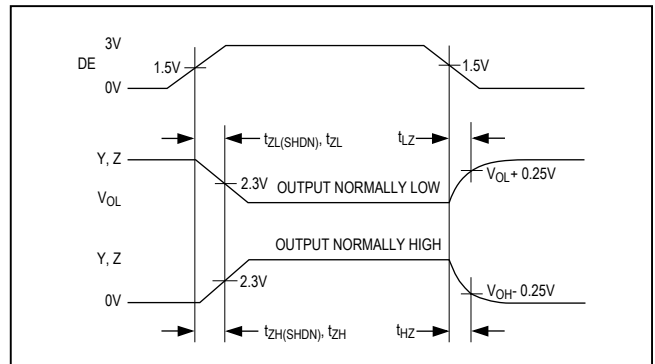 3V
DE
1.5V
1.5V
0V
tZL(SHDN), tZL
tLZ
Y, Z
2.3V
OUTPUT NORMALLY LOW
VOL + 0.25V
VOL
OUTPUT NORMALLY HIGH
Y, Z
2.3V
VOH - 0.25V
0V
tZH(SHDN), tZH
tHZ